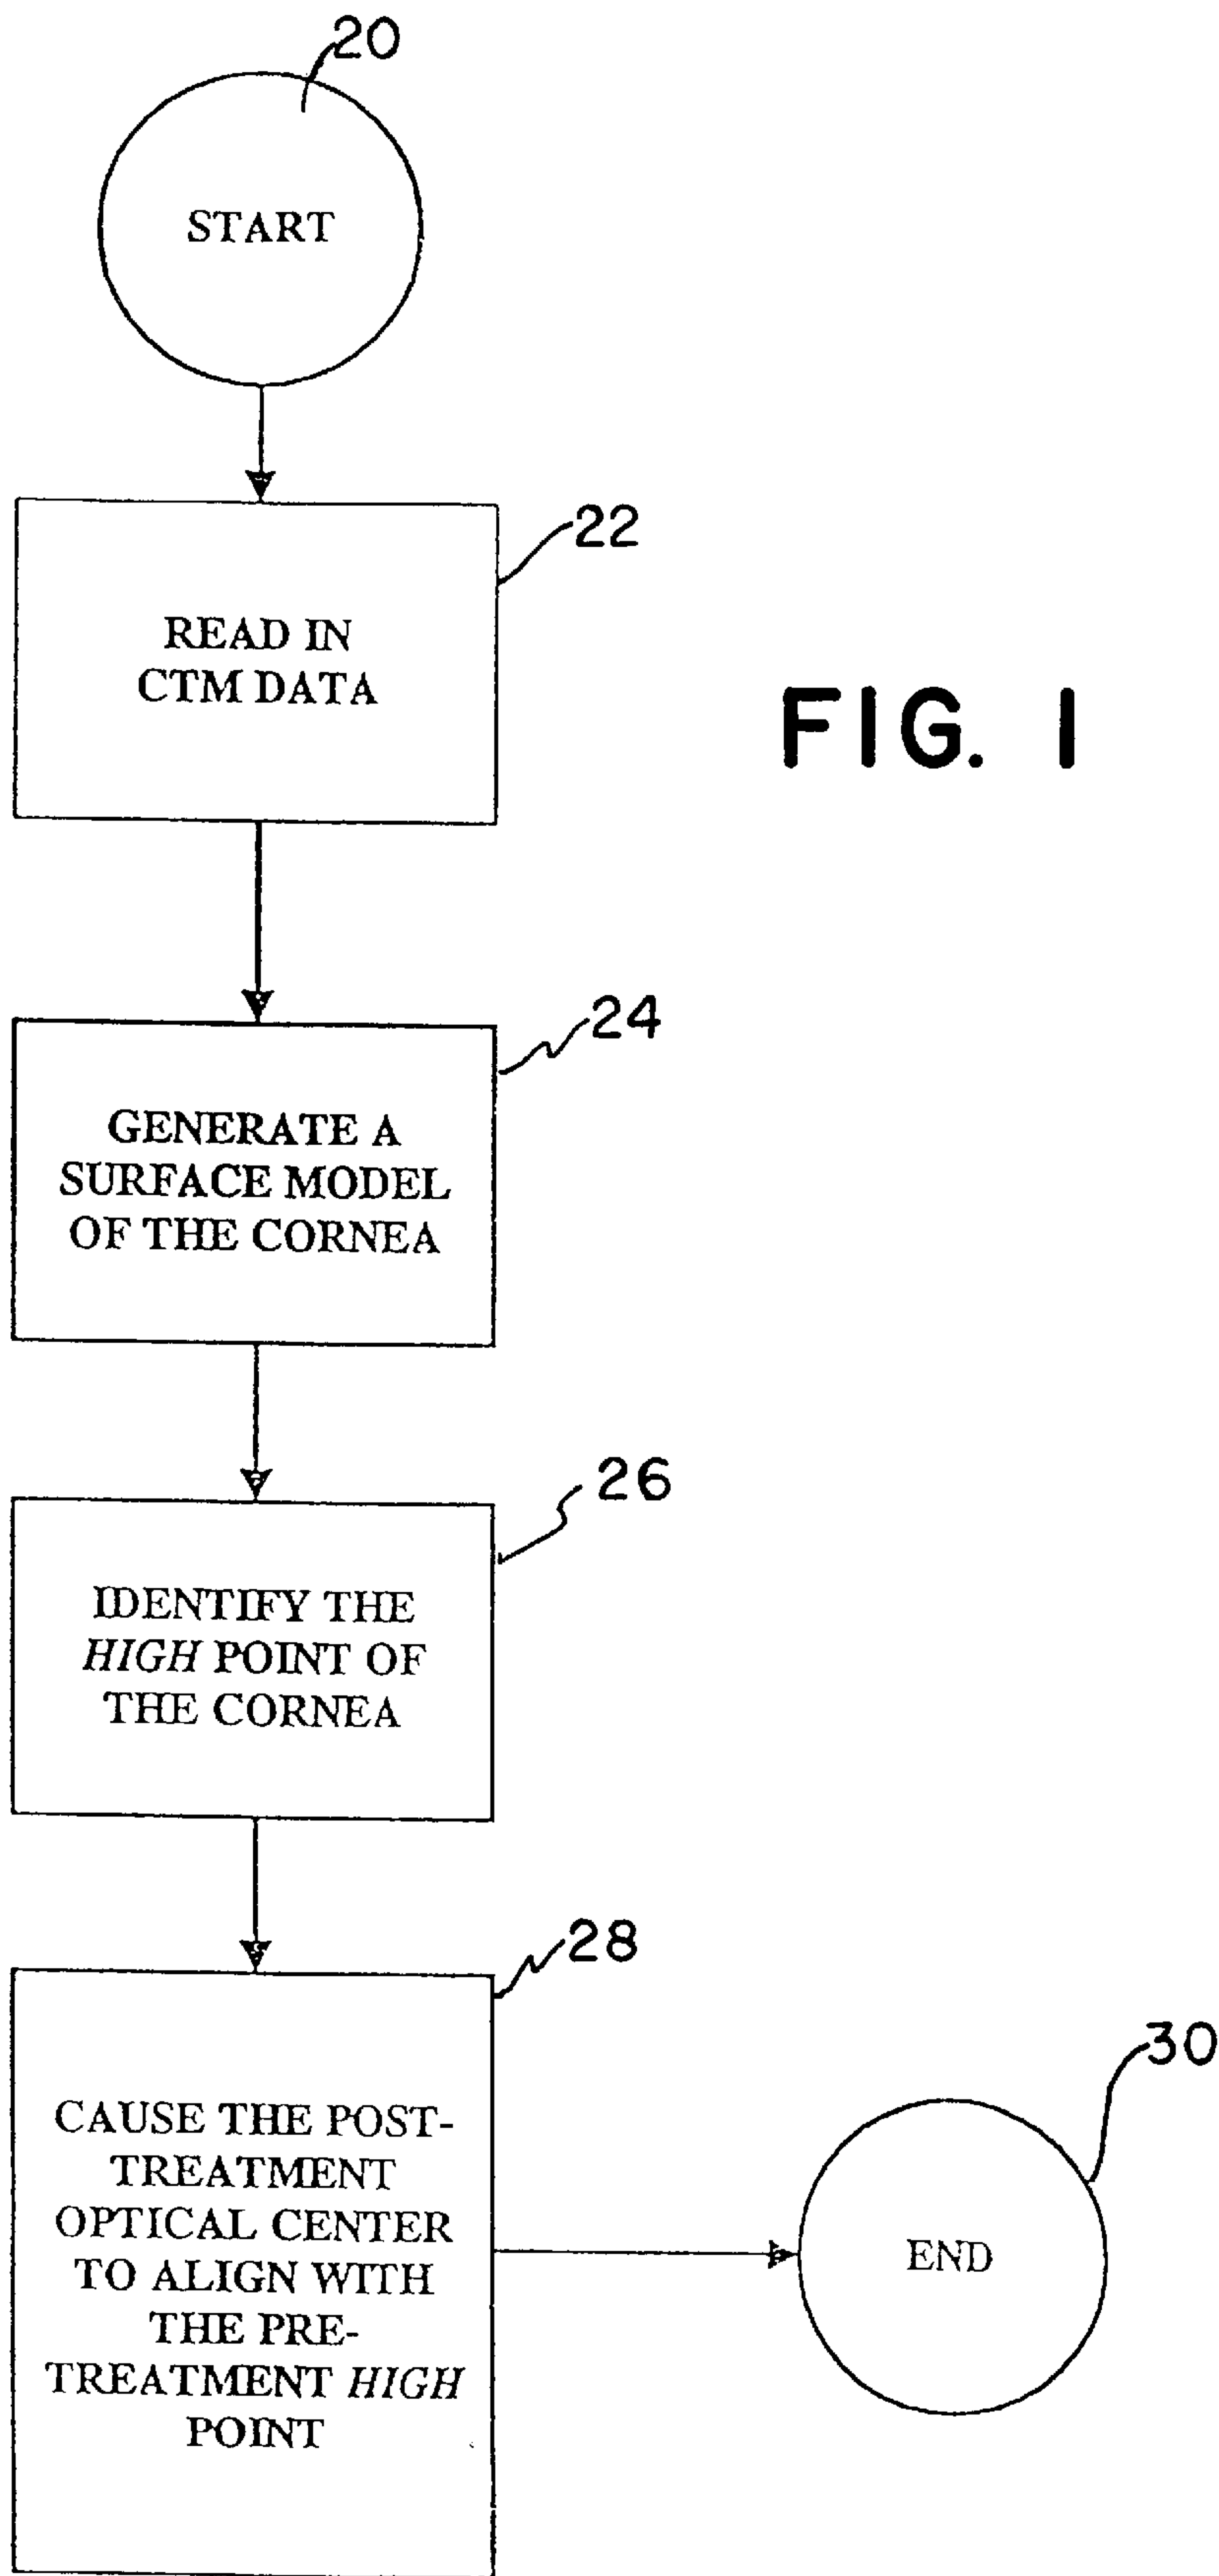 20
START
22
READ IN
CTM DATA
FIG. 1
24
GENERATE A
SURFACE MODEL
OF THE CORNEA
26
IDENTIFY THE
HIGH POINT OF
THE CORNEA
28
CAUSE THE POST-
TREATMENT
OPTICAL CENTER
TO ALIGN WITH
THE PRE-
TREATMENT HIGH
POINT
30
END